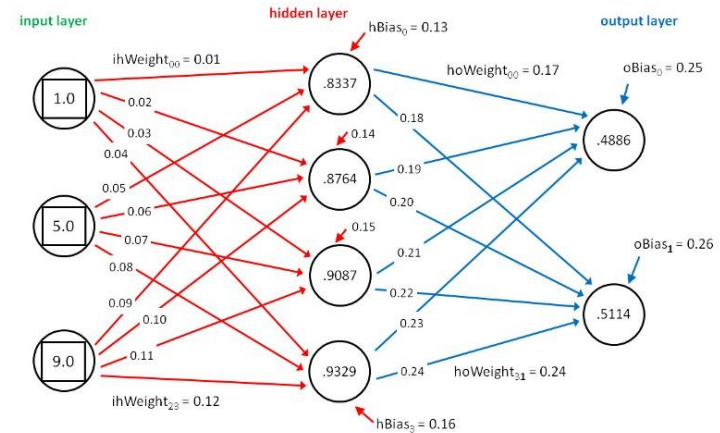 input layer
hidden layer
output layer
hBias0 = 0.13
ihWeight00 = 0.01
hoWeight00 = 0.17
oBias0 = 0.25
1.0
.8337
0.02
0.03
0.04
0.18
0.14
.4886
.8764
0.19
0.05
0.20
0.06
5.0
0.15
0.07
0.21
oBias1 = 0.26
0.08
.9087
0.22
0.09
.5114
0.10
0.23
0.11
9.0
.9329
0.24
hoWeight31 = 0.24
ihWeight23 = 0.12
hBias3 = 0.16